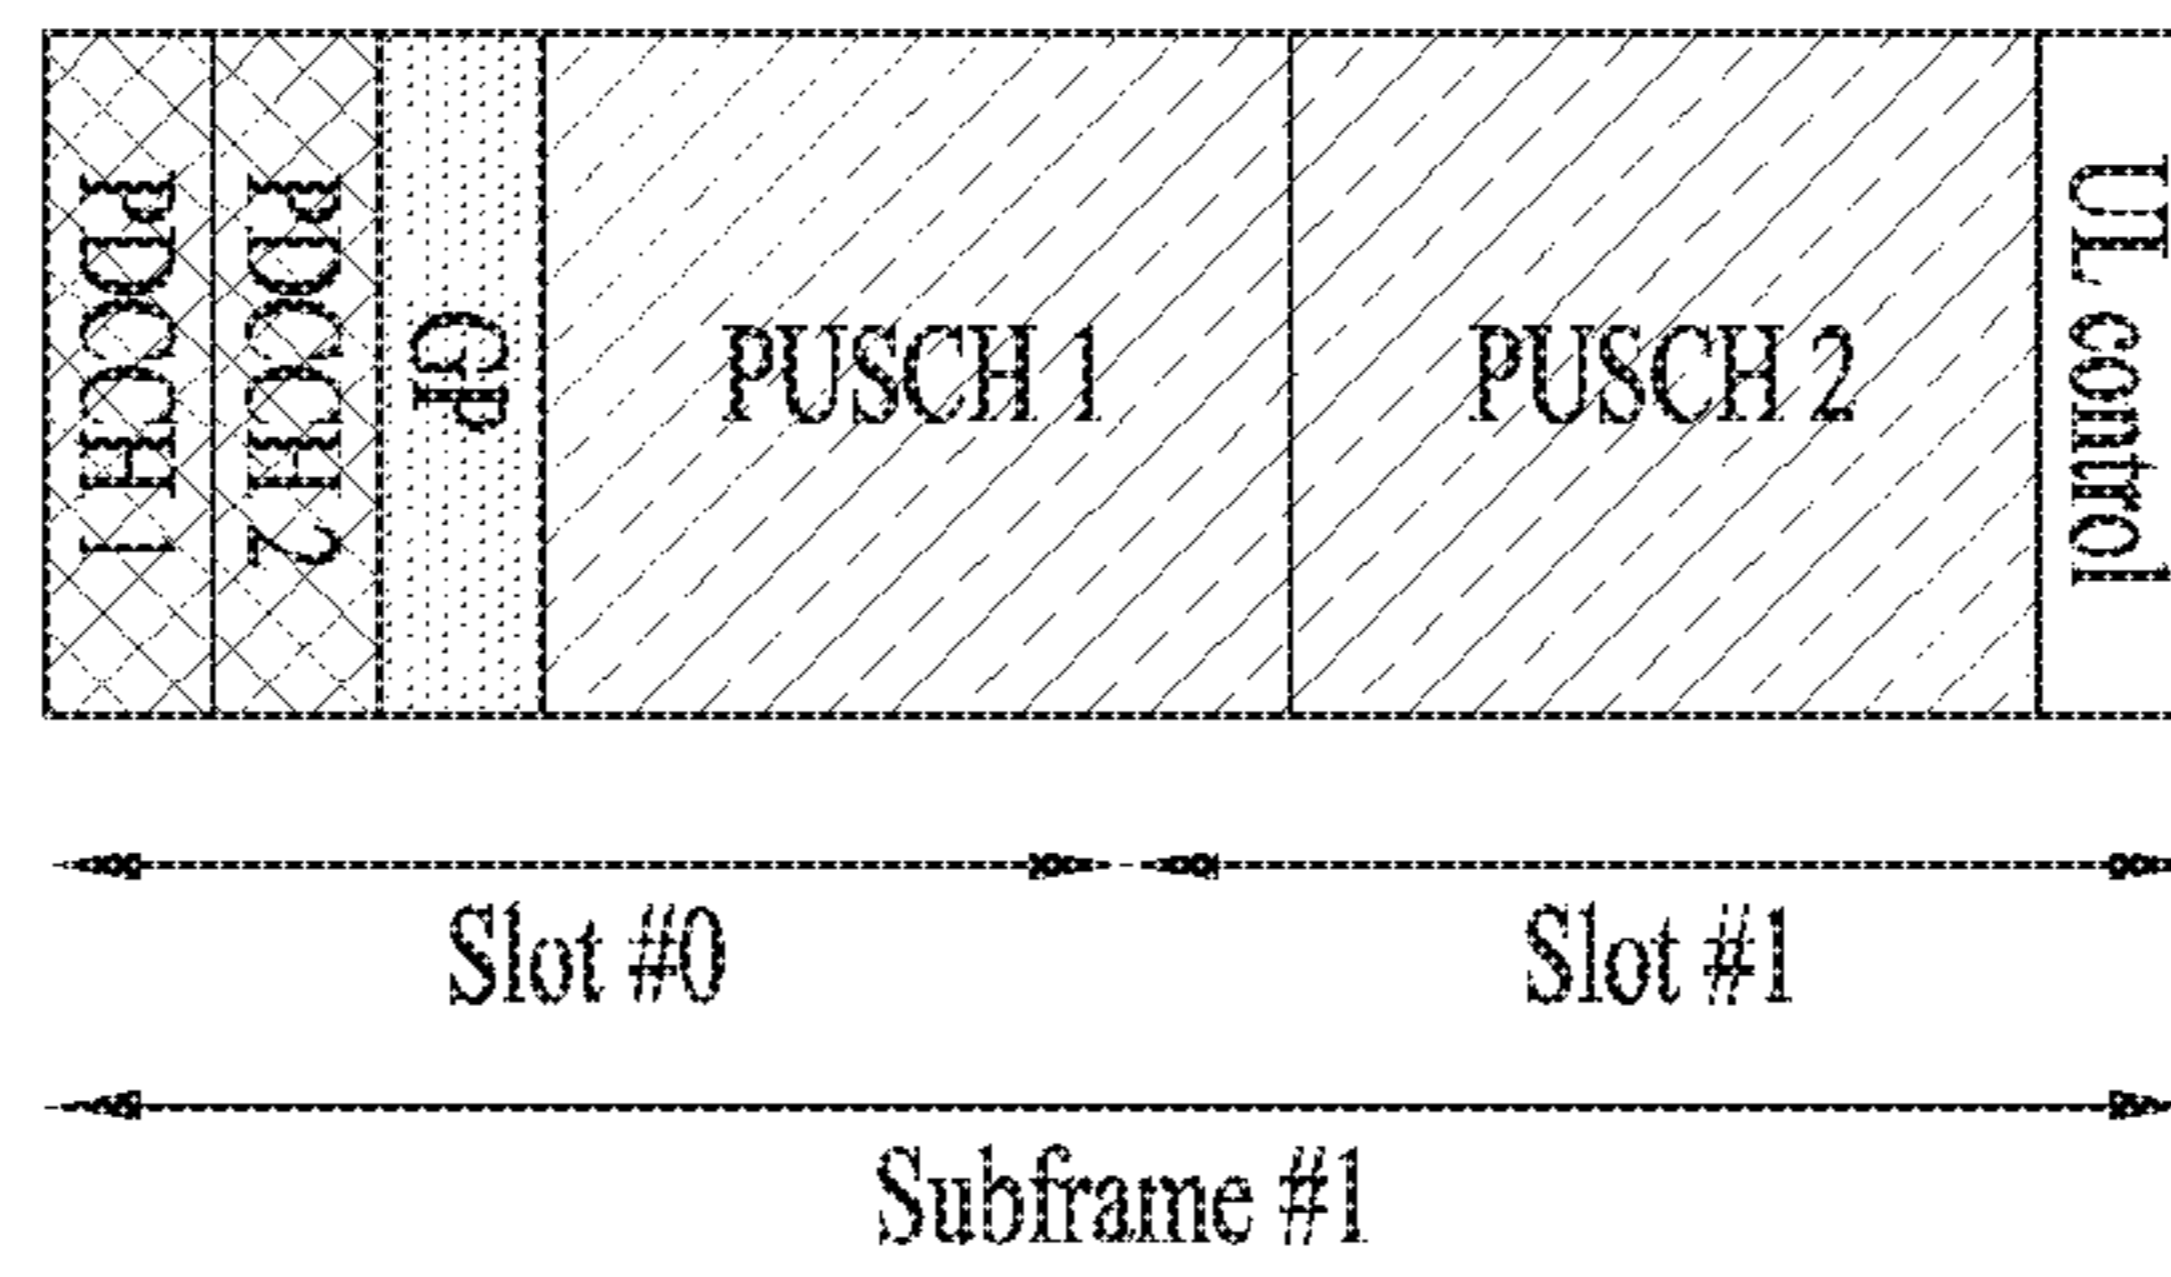 PDCCH 1
PDCCH 2
GP
PUSCH 1
PUSCH 2
UL control
Slot #0
Slot #1
Subframe #1